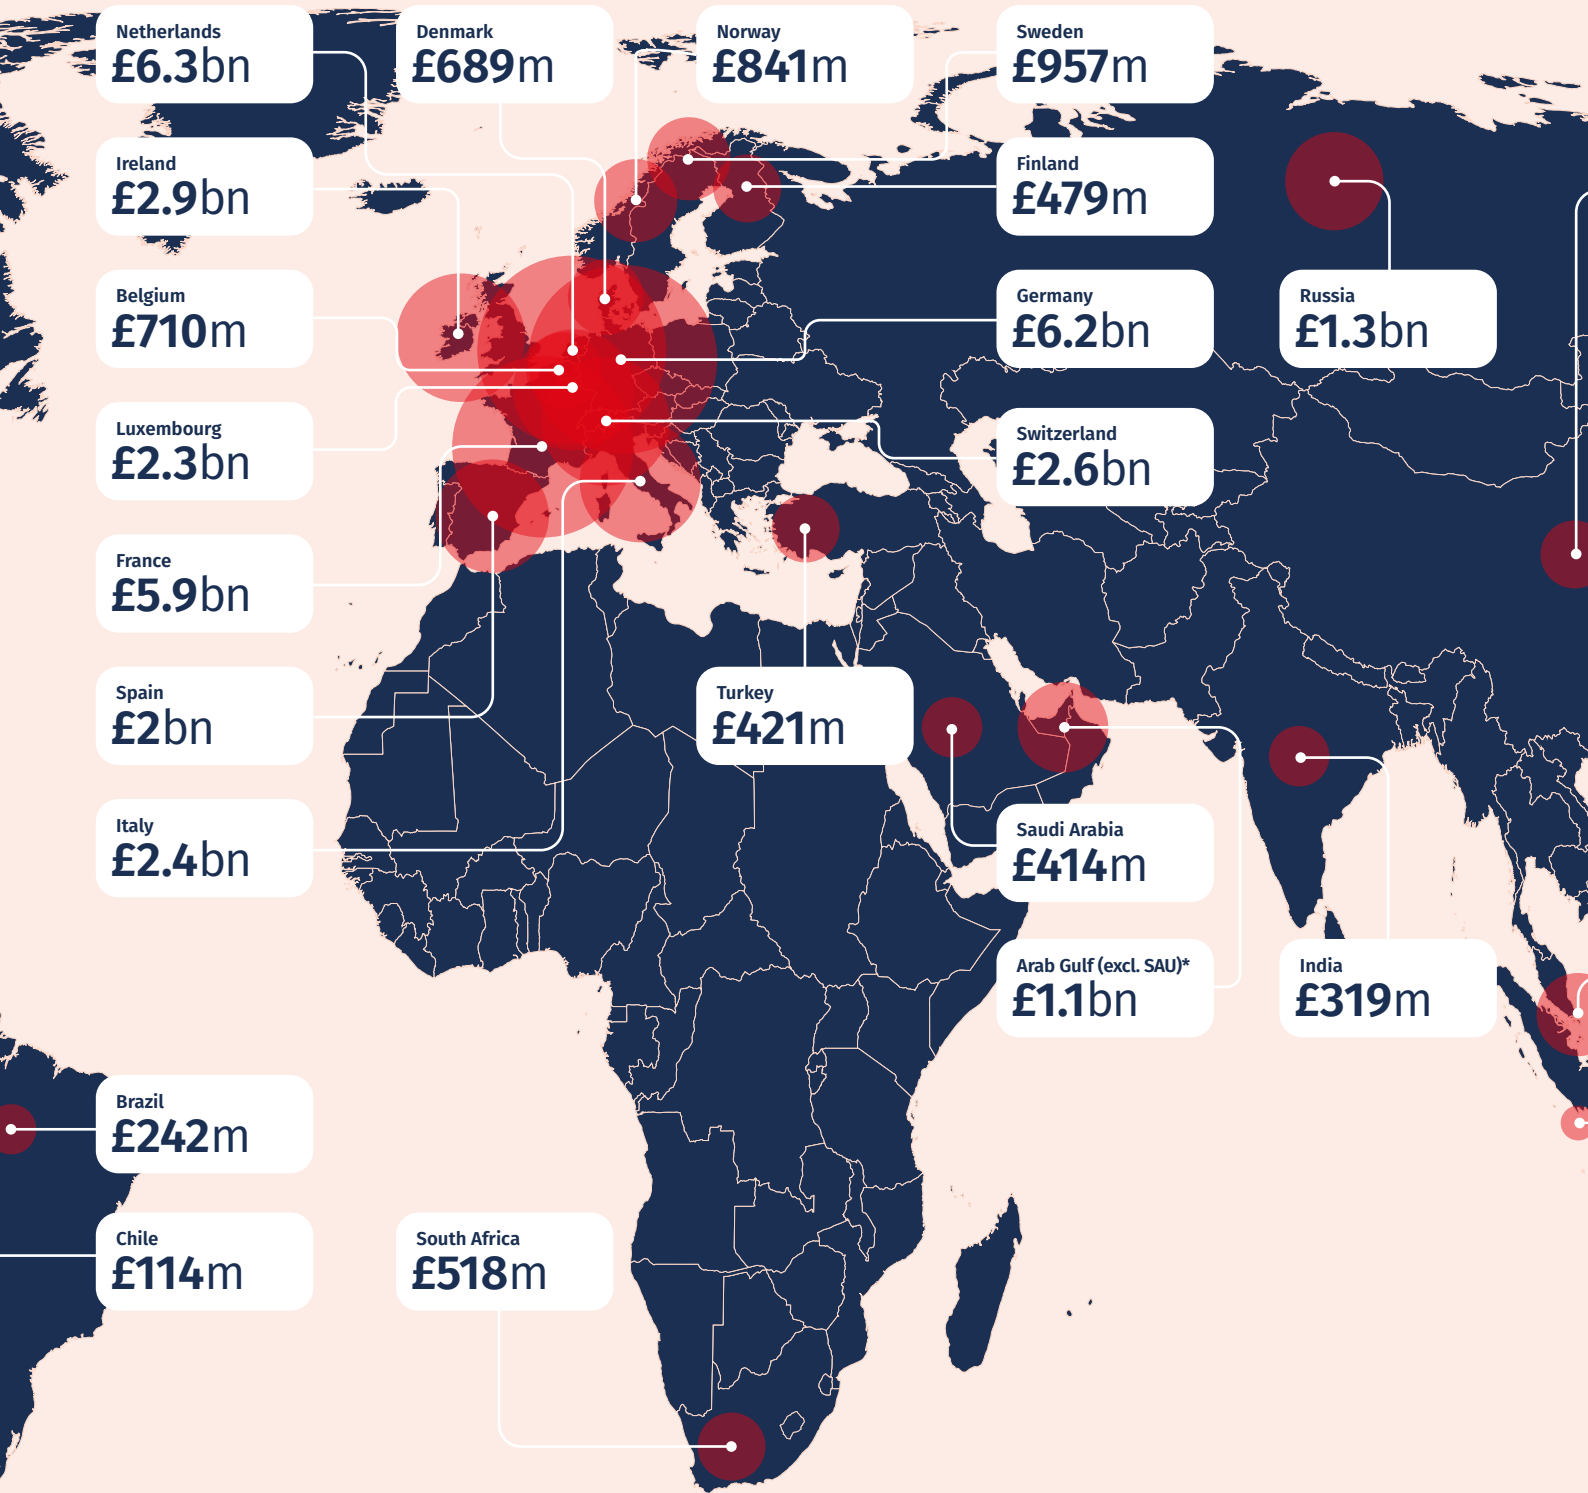 Netherlands
£6.3bn
Denmark
£689m
Norway
£841m
Sweden
£957m
Ireland
£2.9bn
Finland
£479m
Belgium
£710m
Germany
£6.2bn
Russia
£1.3bn
Luxembourg
£2.3bn
Switzerland
£2.6bn
France
£5.9bn
Spain
£2bn
Turkey
£421m
Italy
£2.4bn
Saudi Arabia
£414m
Arab Gulf (excl. SAU)*
£1.1bn
India
£319m
Brazil
£242m
Chile
£114m
South Africa
£518m